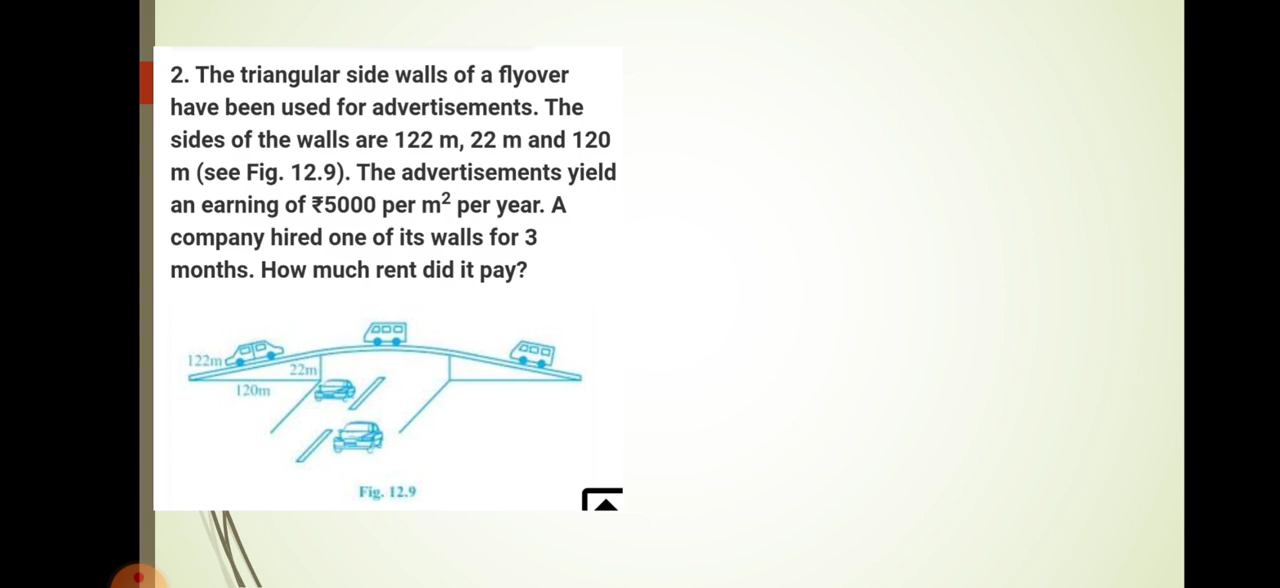 2. The triangular side walls of a flyover
have been used for advertisements. The
sides of the walls are 122 m, 22 m and 120
m (see Fig. 12.9). The advertisements yield
an earning of ₹5000 per m² per year. A
company hired one of its walls for 3
months. How much rent did it pay?
122m
22m
120m
Fig. 12.9